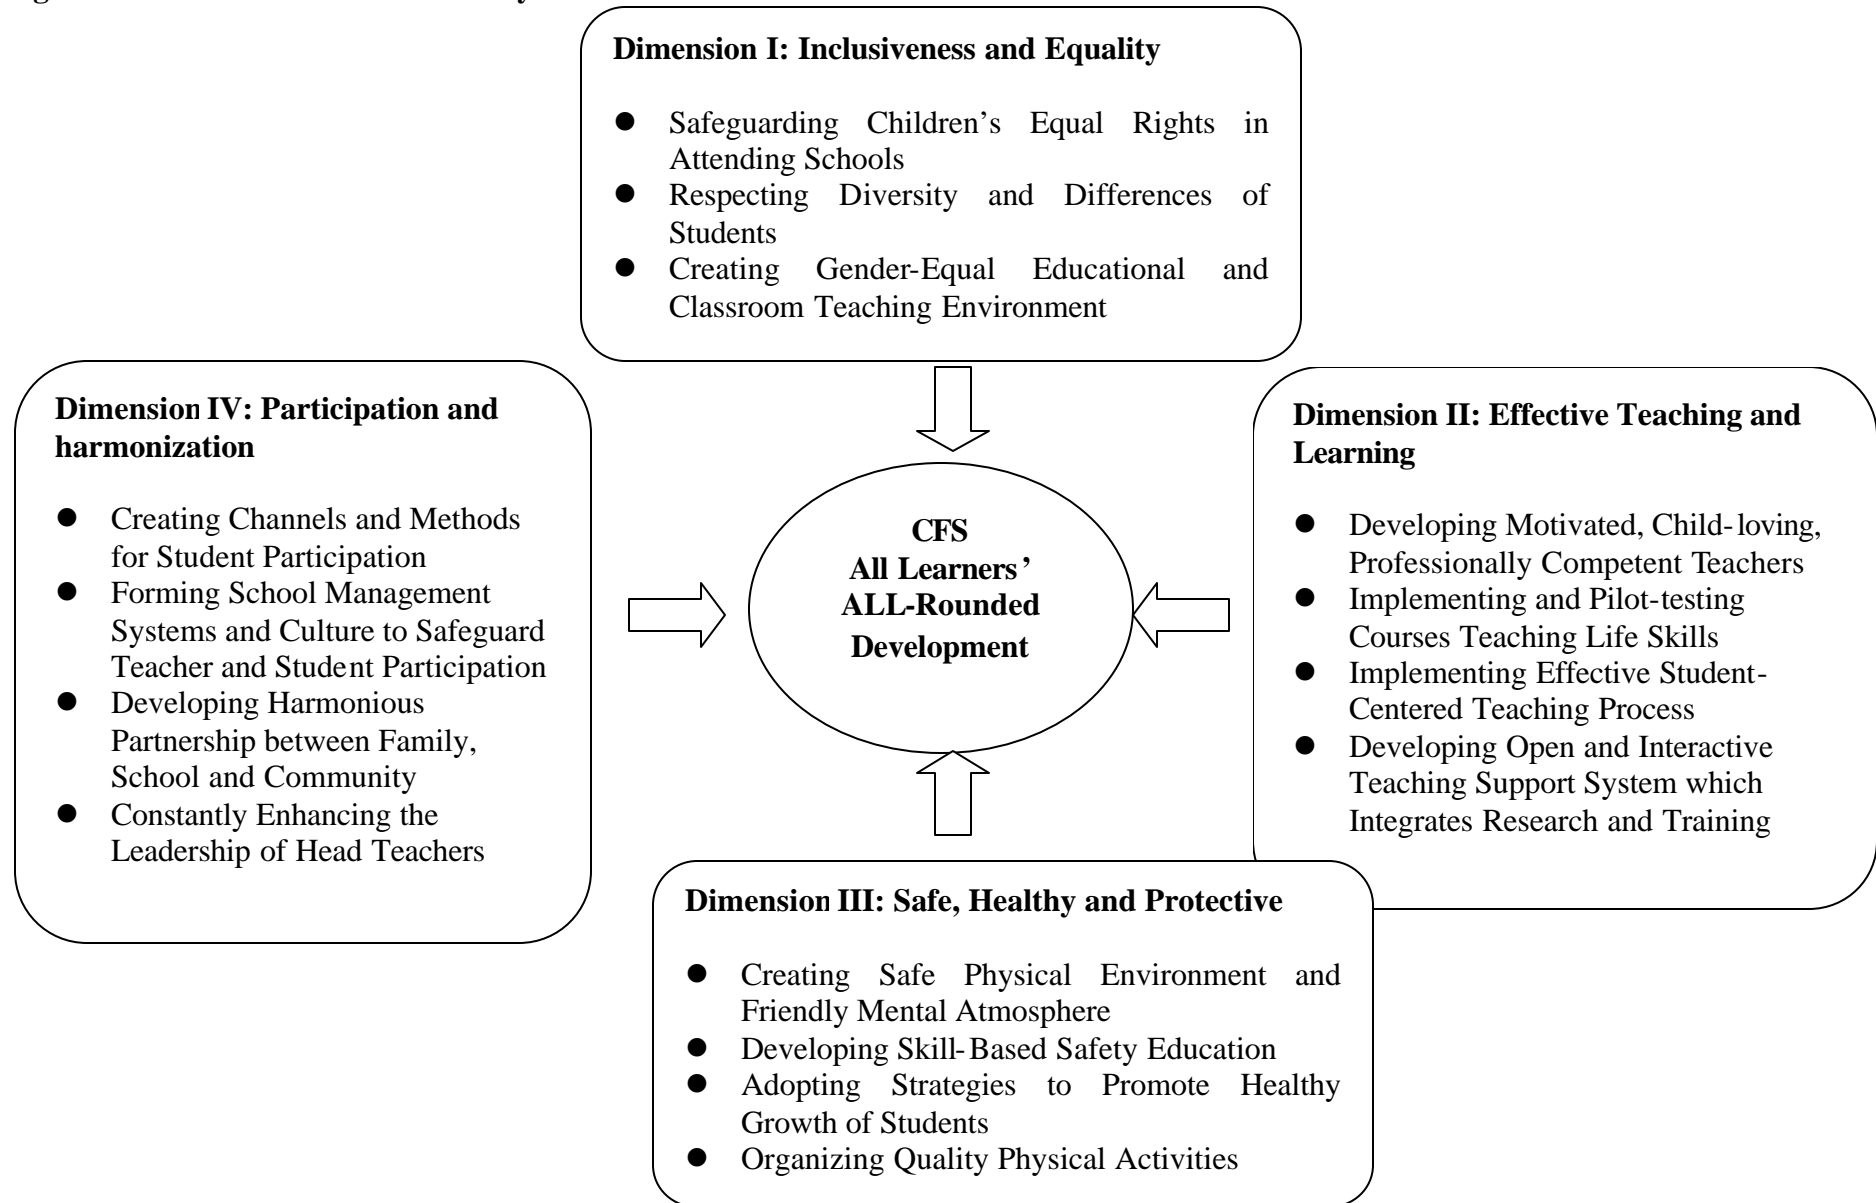 Dimension I: Inclusiveness and Equality
● Safeguarding Children’s Equal Rights in
Attending Schools
● Respecting Diversity and Differences of
Students
● Creating Gender-Equal Educational and
Classroom Teaching Environment
Dimension IV: Participation and
harmonization
● Creating Channels and Methods
for Student Participation
● Forming School Management
Systems and Culture to Safeguard
Teacher and Student Participation
● Developing Harmonious
Partnership between Family,
School and Community
● Constantly Enhancing the
Leadership of Head Teachers
CFS
All Learners’
ALL-Rounded
Development
Dimension II: Effective Teaching and
Learning
● Developing Motivated, Child-loving,
Professionally Competent Teachers
● Implementing and Pilot-testing
Courses Teaching Life Skills
● Implementing Effective Student-
Centered Teaching Process
● Developing Open and Interactive
Teaching Support System which
Integrates Research and Training
Dimension III: Safe, Healthy and Protective
● Creating Safe Physical Environment and
Friendly Mental Atmosphere
● Developing Skill-Based Safety Education
● Adopting Strategies to Promote Healthy
Growth of Students
● Organizing Quality Physical Activities